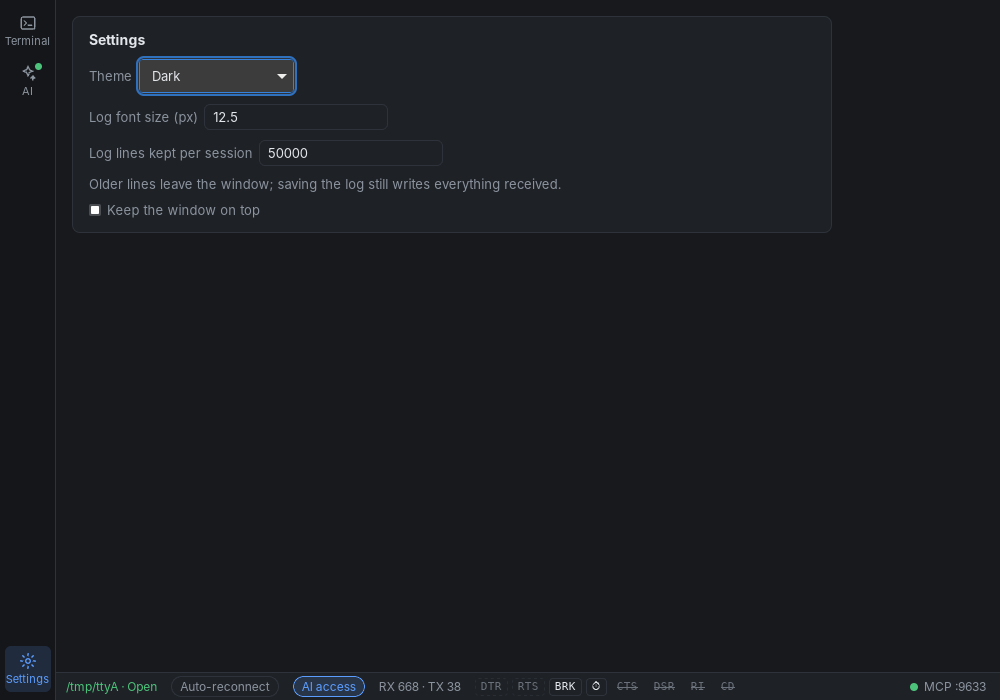 Terminal
AI
Settings
Theme Dark
Log font size (px) 12.5
Log lines kept per session 50000
Older lines leave the window; saving the log still writes everything received.
Keep the window on top
Settings
/tmp/ttyA · Open Auto-reconnect AI access RX 668 · TX 38 DTR RTS BRK CTS DSR RI CD MCP :9633